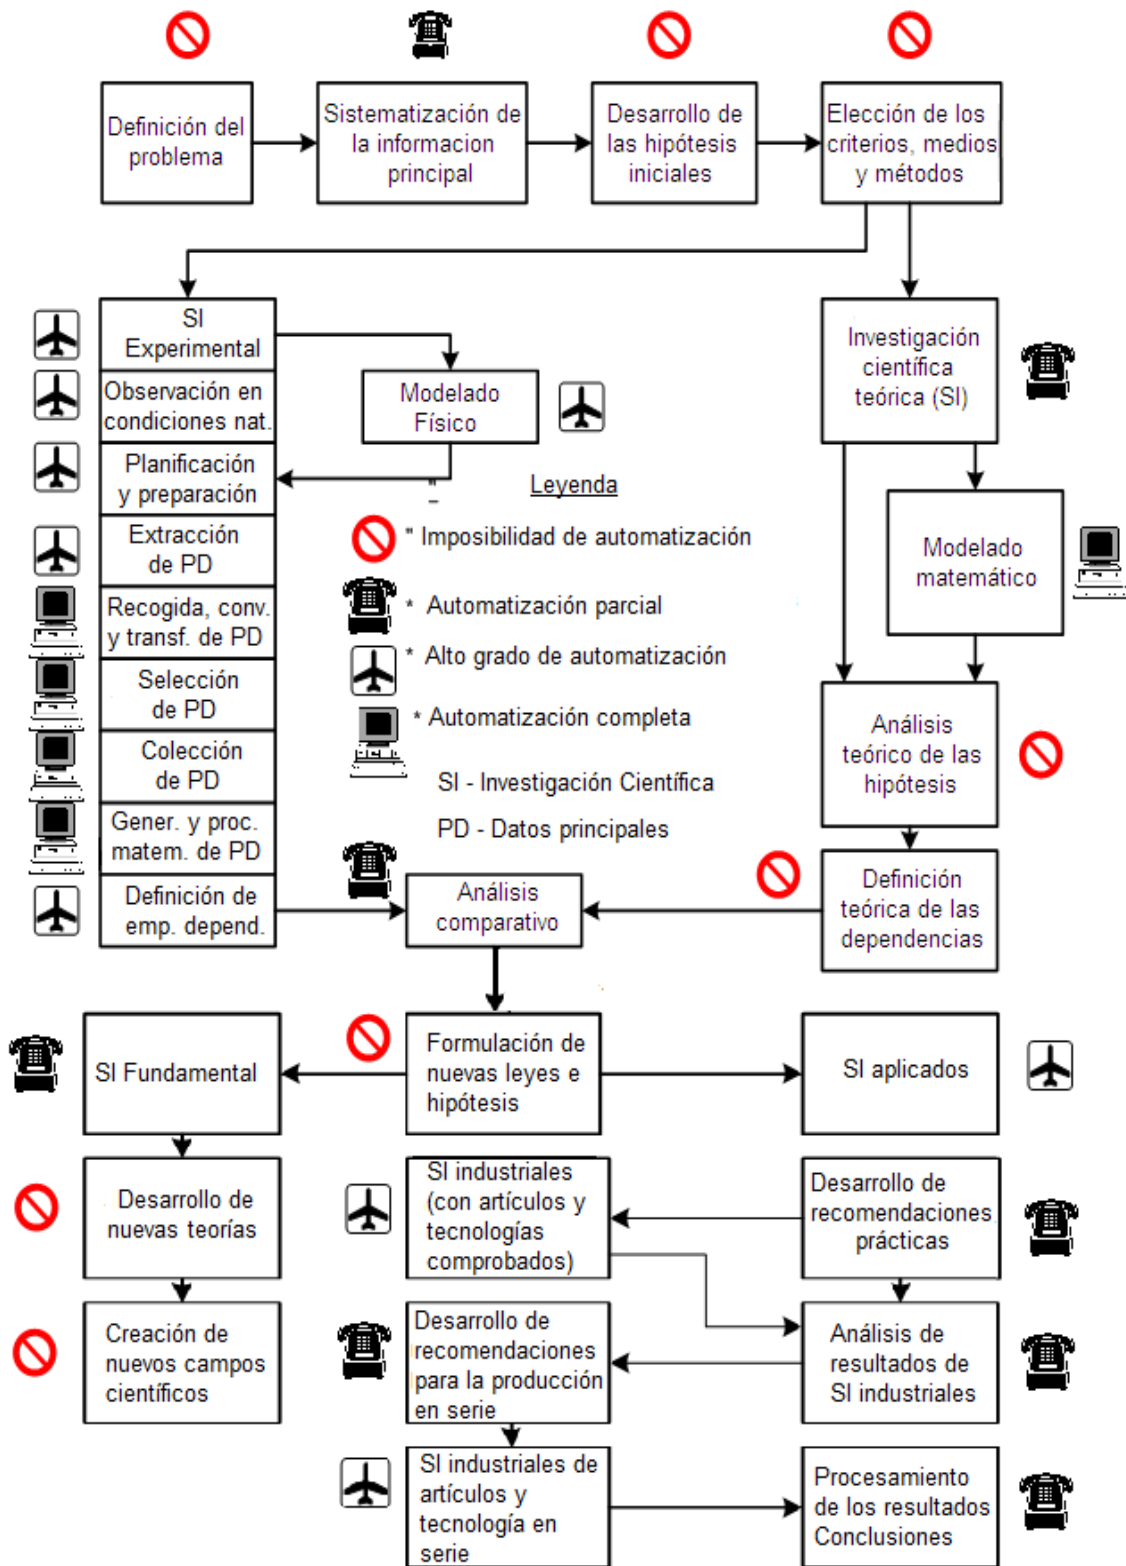 Definición del
problema
Sistematización de
la informacion
principal
Desarrollo de
las hipótesis
iniciales
Elección de los
criterios, medios
y métodos
SI
Experimental
Observación en
condiciones nat.
Planificación
y preparación
Extracción
de PD
Recogida, conv.
y transf. de PD
Selección
de PD
Colección
de PD
Gener. y proc.
matem. de PD
Definición de
emp. depend.
Modelado
Físico
Investigación
científica
teórica (SI)
Modelado
matemático
Análisis
teórico de las
hipótesis
Definición
teórica de las
dependencias
" Leyenda
" Imposibilidad de automatización
* Automatización parcial
* Alto grado de automatización
* Automatización completa
SI - Investigación Científica
PD - Datos principales
Análisis
comparativo
SI Fundamental
Formulación de
nuevas leyes e
hipótesis
SI aplicados
Desarrollo de
nuevas teorías
SI industriales
(con artículos y
tecnologías
comprobados)
Desarrollo de
recomendaciones
prácticas
Creación de
nuevos campos
científicos
Desarrollo de
recomendaciones
para la producción
en serie
Análisis de
resultados de
SI industriales
SI industriales de
artículos y
tecnología en
serie
Procesamiento
de los resultados
Conclusiones